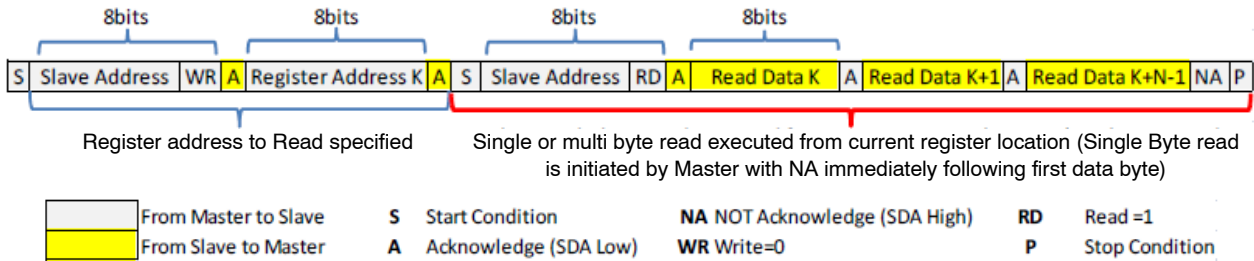 8bits 8bits 8bits 8bits
S Slave Address WR A Register Address K A S Slave Address RD A Read Data K A Read Data K+1 A Read Data K+N-1 NA P
Register address to Read specified
Single or multi byte read executed from current register location (Single Byte read
is initiated by Master with NA immediately following first data byte)
From Master to Slave S Start Condition NA NOT Acknowledge (SDA High) RD Read =1
From Slave to Master A Acknowledge (SDA Low) WR Write=0 P Stop Condition